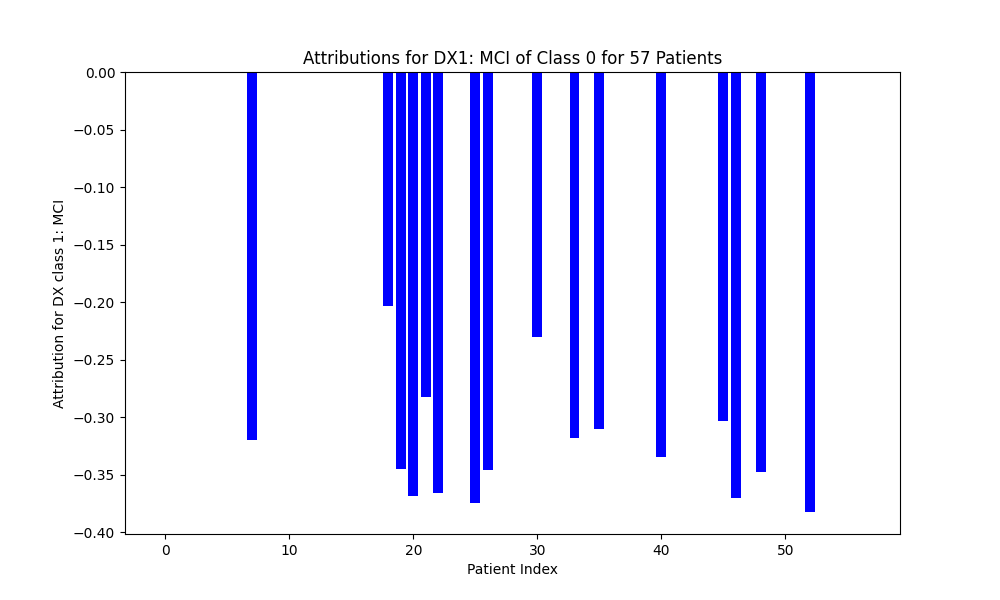 Attributions for DX1: MCI of Class 0 for 57 Patients
0.00
−0.05
−0.10
−0.15
−0.20
−0.25
−0.30
−0.35
−0.40
Attribution for DX class 1: MCI
0 10 20 30 40 50
Patient Index